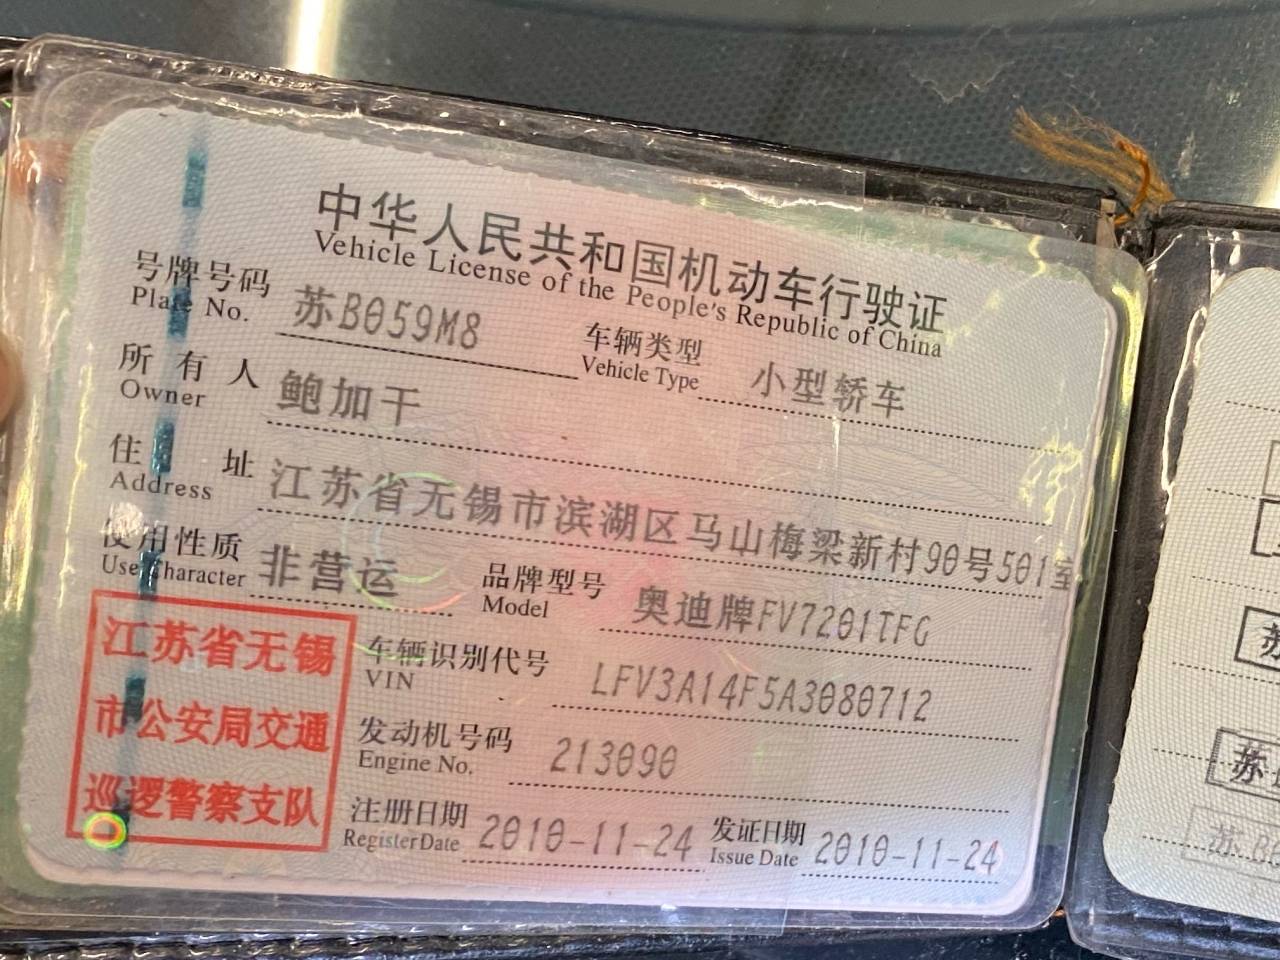 中华人民共和国机动车行驶证
Vehicle License of the People's Republic of China
号牌号码 苏B059M8 车辆类型 小型轿车
Plate No. Vehicle Type
所有人 鲍加干
Owner
住址 江苏省无锡市滨湖区马山梅梁新村90号501室
Address
使用性质 非营运 品牌型号 奥迪牌FV7201TFG
Use Character Model
江苏省无锡
市公安局交通
巡逻警察支队
车辆识别代号 LFV3A14F5A3080712
VIN
发动机号码 213090
Engine No.
注册日期 2010-11-24 发证日期 2010-11-24
Register Date Issue Date
苏
苏
苏B